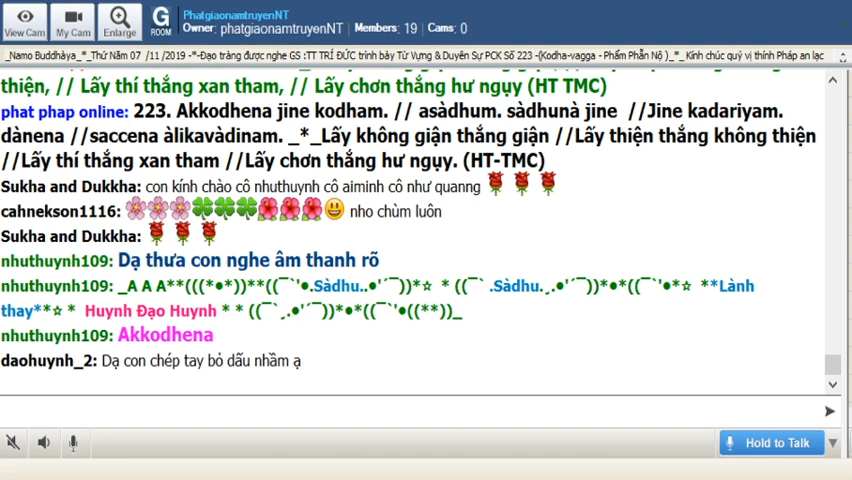 View Cam
My Cam
Enlarge
G
ROOM
PhatgiaonamtruyenNT
Owner: phatgiaonamtruyenNT | Members: 19 | Cams: 0
_Namo Buddhàya_*_Thứ Năm 07 /11 /2019 -*-Đạo tràng được nghe GS :TT TRÍ ĐỨC trình bày Từ Vựng & Duyên Sự PCK Số 223 -(Kodha-vagga - Phẩm Phẫn Nộ )_*_ Kính chúc quý vị thính Pháp an lạc
thiện, // Lấy thí thắng xan tham, // Lấy chơn thắng hư ngụy (HT TMC)
phat phap online: 223. Akkodhena jine kodham. // asàdhum. sàdhunà jine //Jine kadariyam.
dànena //saccena àlikavàdinam. _*_Lấy không giận thắng giận //Lấy thiện thắng không thiện
//Lấy thí thắng xan tham //Lấy chơn thắng hư ngụy. (HT-TMC)
Sukha and Dukkha: con kính chào cô nhuthuynh cô aiminh cô như quanng 🌹🌹🌹
cahnekson1116: 🌸🌸🌸🍀🍀🍀🌺🌺🌺😃 nho chùm luôn
Sukha and Dukkha: 🌹🌹🌹
nhuthuynh109: Dạ thưa con nghe âm thanh rõ
nhuthuynh109: _A A A**(((*•*))**((¯`'•.Sàdhu..•'´¯))*☆ * ((¯` .Sàdhu.¸.•'´¯))*•*((¯`'•*☆ **Lành
thay**☆ * Huynh Đạo Huynh * * ((¯`¸.•'´¯))*•*((¯`'•((**))_
nhuthuynh109: Akkodhena
daohuynh_2: Dạ con chép tay bỏ dấu nhầm ạ
Hold to Talk